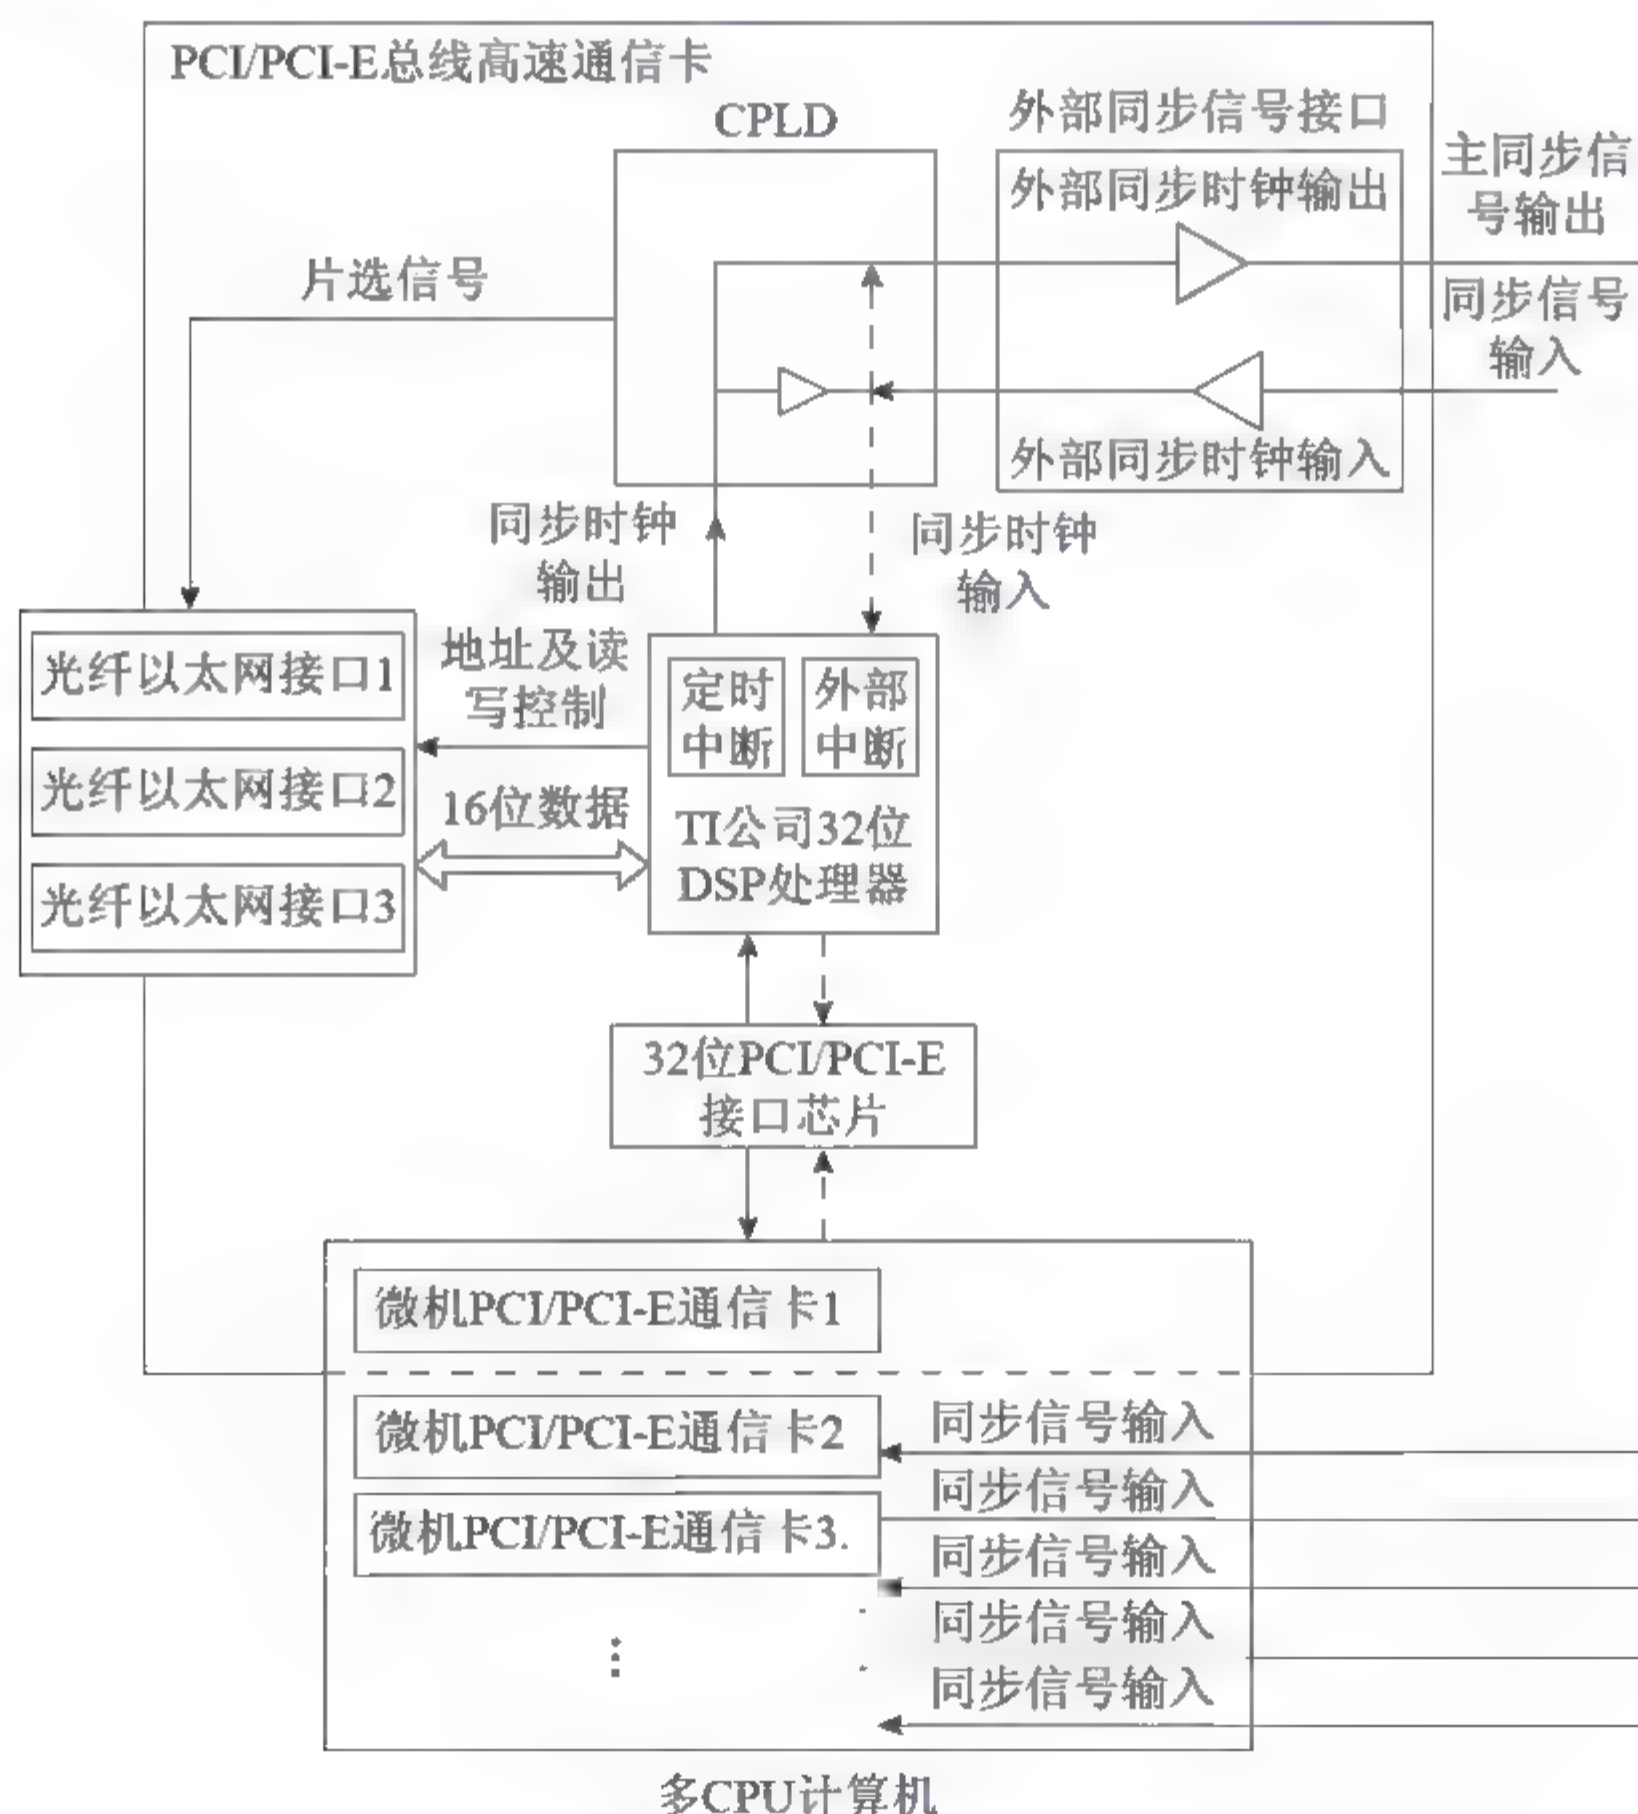 PCI/PCI-E总线高速通信卡
CPLD
外部同步信号接口
外部同步时钟输出
主同步信
号输出
片选信号
同步信号
输入
外部同步时钟输入
同步时钟
输出
同步时钟
输入
地址及读
写控制
16位数据
光纤以太网接口1
光纤以太网接口2
光纤以太网接口3
定时
中断
外部
中断
TI公司32位
DSP处理器
32位PCI/PCI-E
接口芯片
微机PCI/PCI-E通信卡1
微机PCI/PCI-E通信卡2
微机PCI/PCI-E通信卡3.
同步信号输入
同步信号输入
同步信号输入
同步信号输入
同步信号输入
多CPU计算机